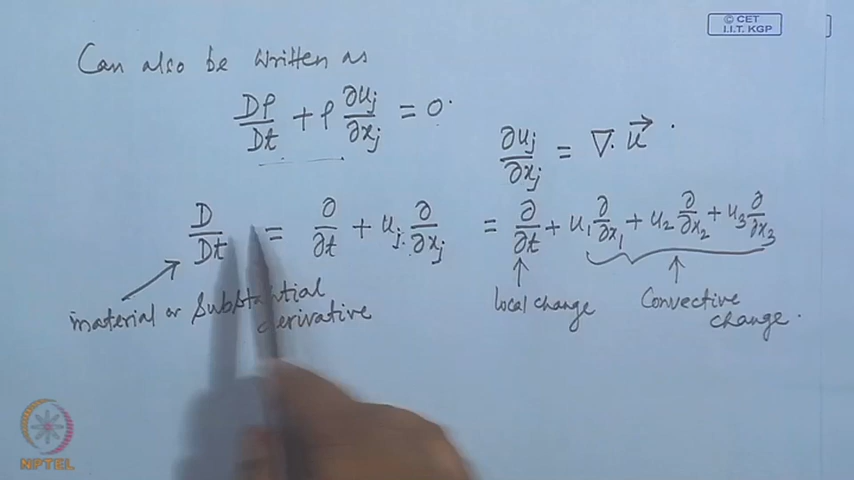 © CET
I.I.T. KGP
Can also be written as
Dρ/Dt + ρ ∂uj/∂xj = 0.
∂uj/∂xj = ∇. u⃗ .
D/Dt = ∂/∂t + uj. ∂/∂xj = ∂/∂t + u1 ∂/∂x1 + u2 ∂/∂x2 + u3 ∂/∂x3
material or Substantial derivative
local change
Convective change.
NPTEL